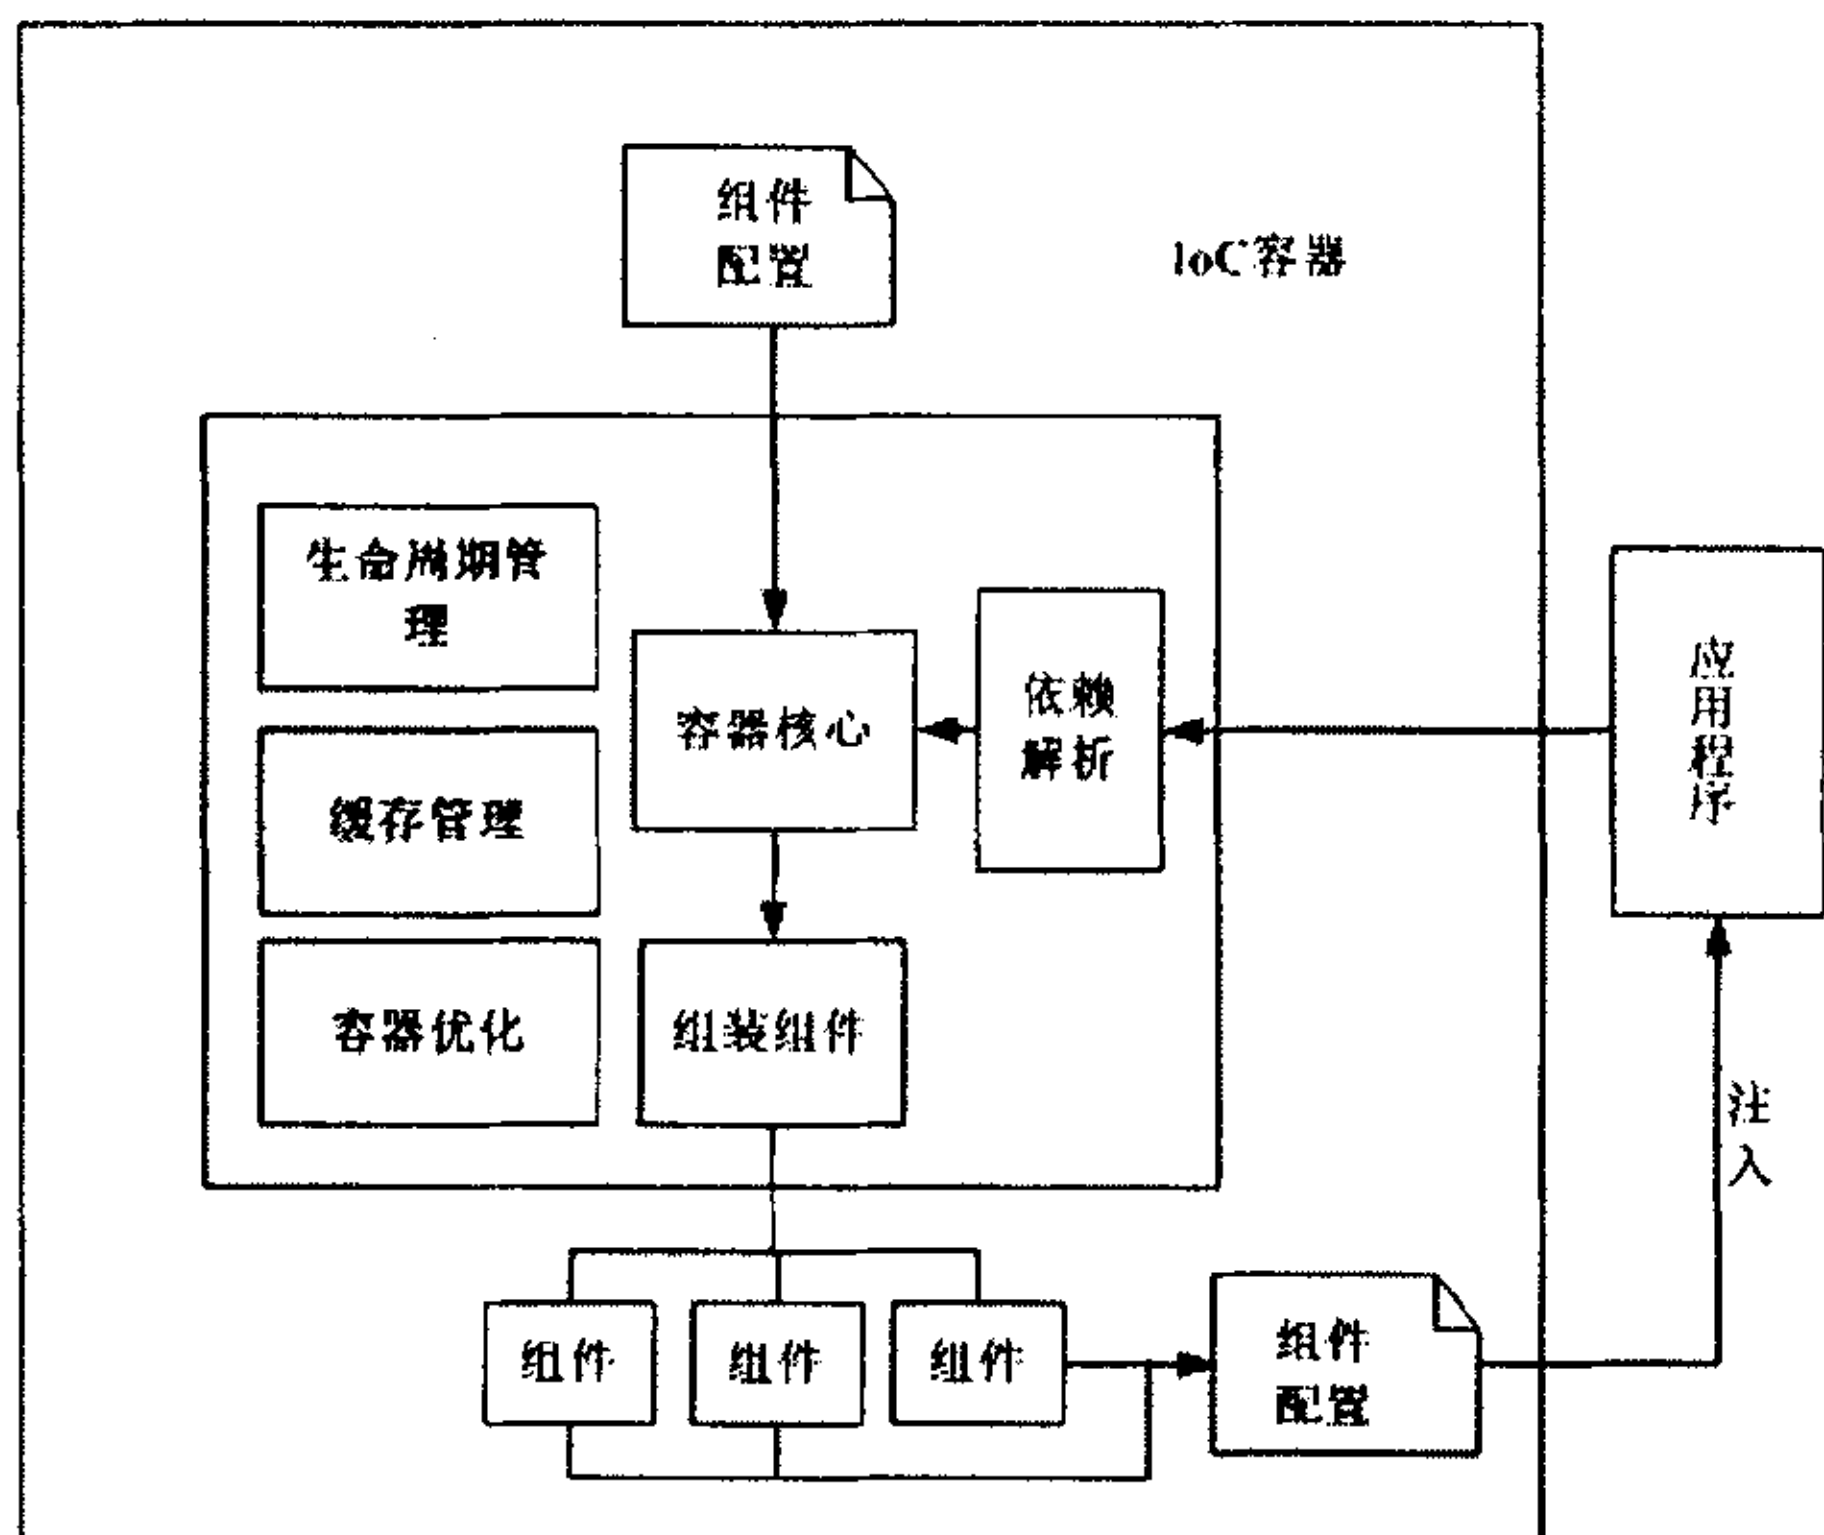 组件
配置
IoC容器
生命周期管
理
容器核心
依赖
解析
应用程序
缓存管理
容器优化
组装组件
注入
组件
组件
组件
组件
配置